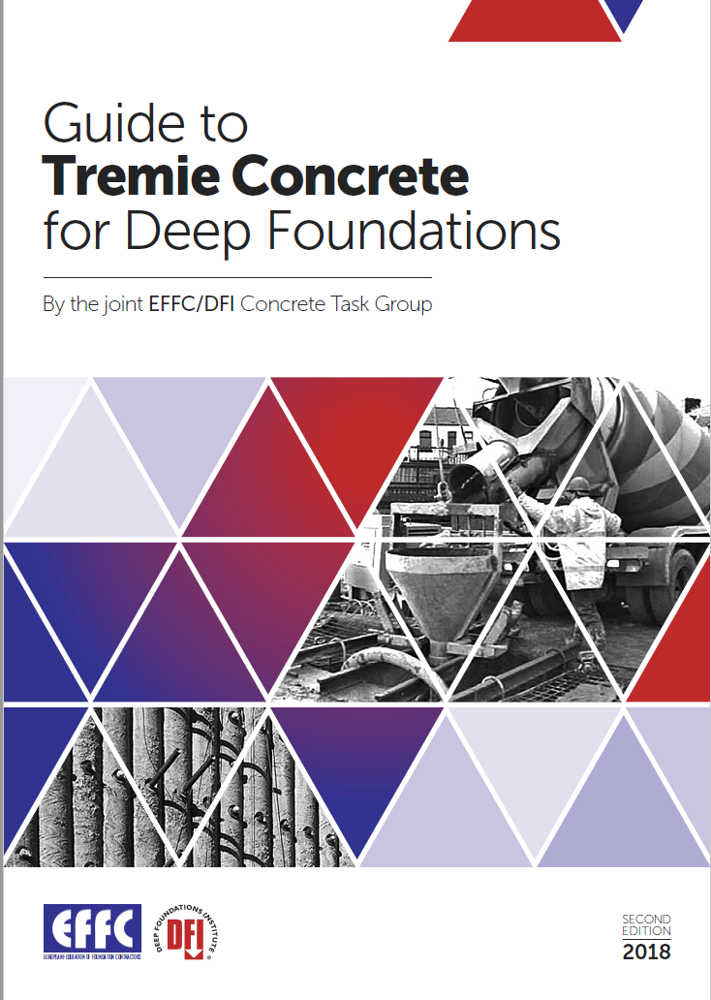 Guide to
Tremie Concrete
for Deep Foundations
By the joint EFFC/DFI Concrete Task Group
EFFC
EUROPEAN FEDERATION OF FOUNDATION CONTRACTORS
DEEP FOUNDATIONS INSTITUTE
DFI
®
SECOND
EDITION
2018